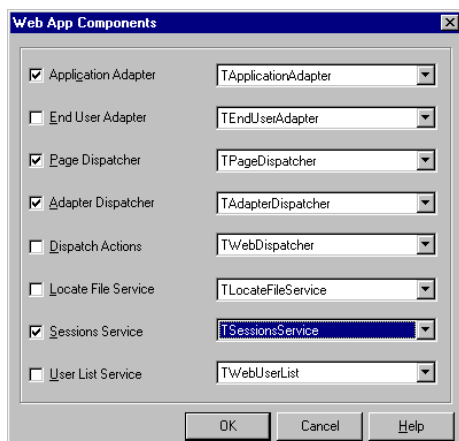 Web App Components
Application Adapter TApplicationAdapter
End User Adapter TEndUserAdapter
Page Dispatcher TPageDispatcher
Adapter Dispatcher TAdapterDispatcher
Dispatch Actions TWebDispatcher
Locate File Service TLocateFileService
Sessions Service TSessionsService
User List Service TWebUserList
OK Cancel Help